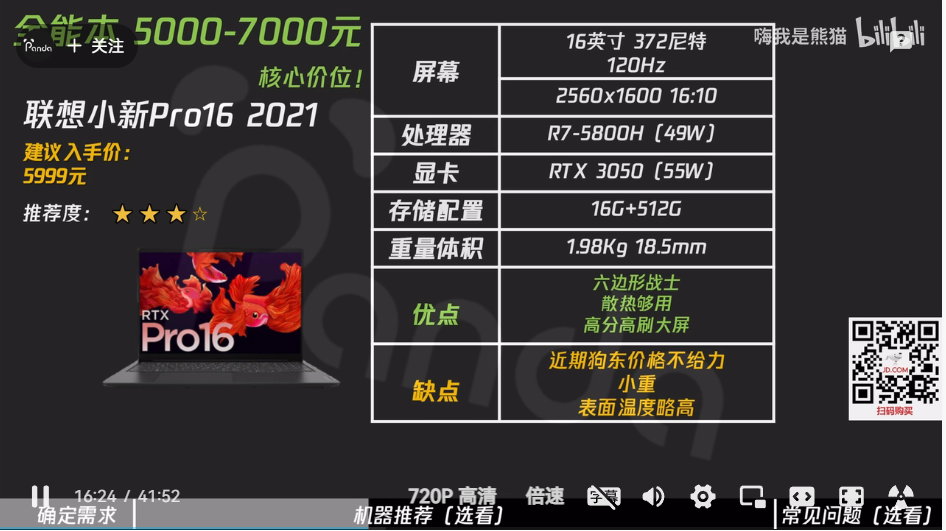 全能本 5000-7000元
Panda + 关注
核心价位！
联想小新Pro16 2021
建议入手价：
5999元
推荐度： ★ ★ ★ ☆
RTX
Pro16
嗨我是熊猫 bilibili
屏幕
16英寸 372尼特
120Hz
2560x1600 16:10
处理器
R7-5800H（49W）
显卡
RTX 3050（55W）
存储配置
16G+512G
重量体积
1.98Kg 18.5mm
优点
六边形战士
散热够用
高分高刷大屏
缺点
近期狗东价格不给力
小重
表面温度略高
JD.COM
扫码购买
Panda
16:24 / 41:52
720P 高清
倍速
字幕
确定需求
机器推荐（选看）
常见问题（选看）